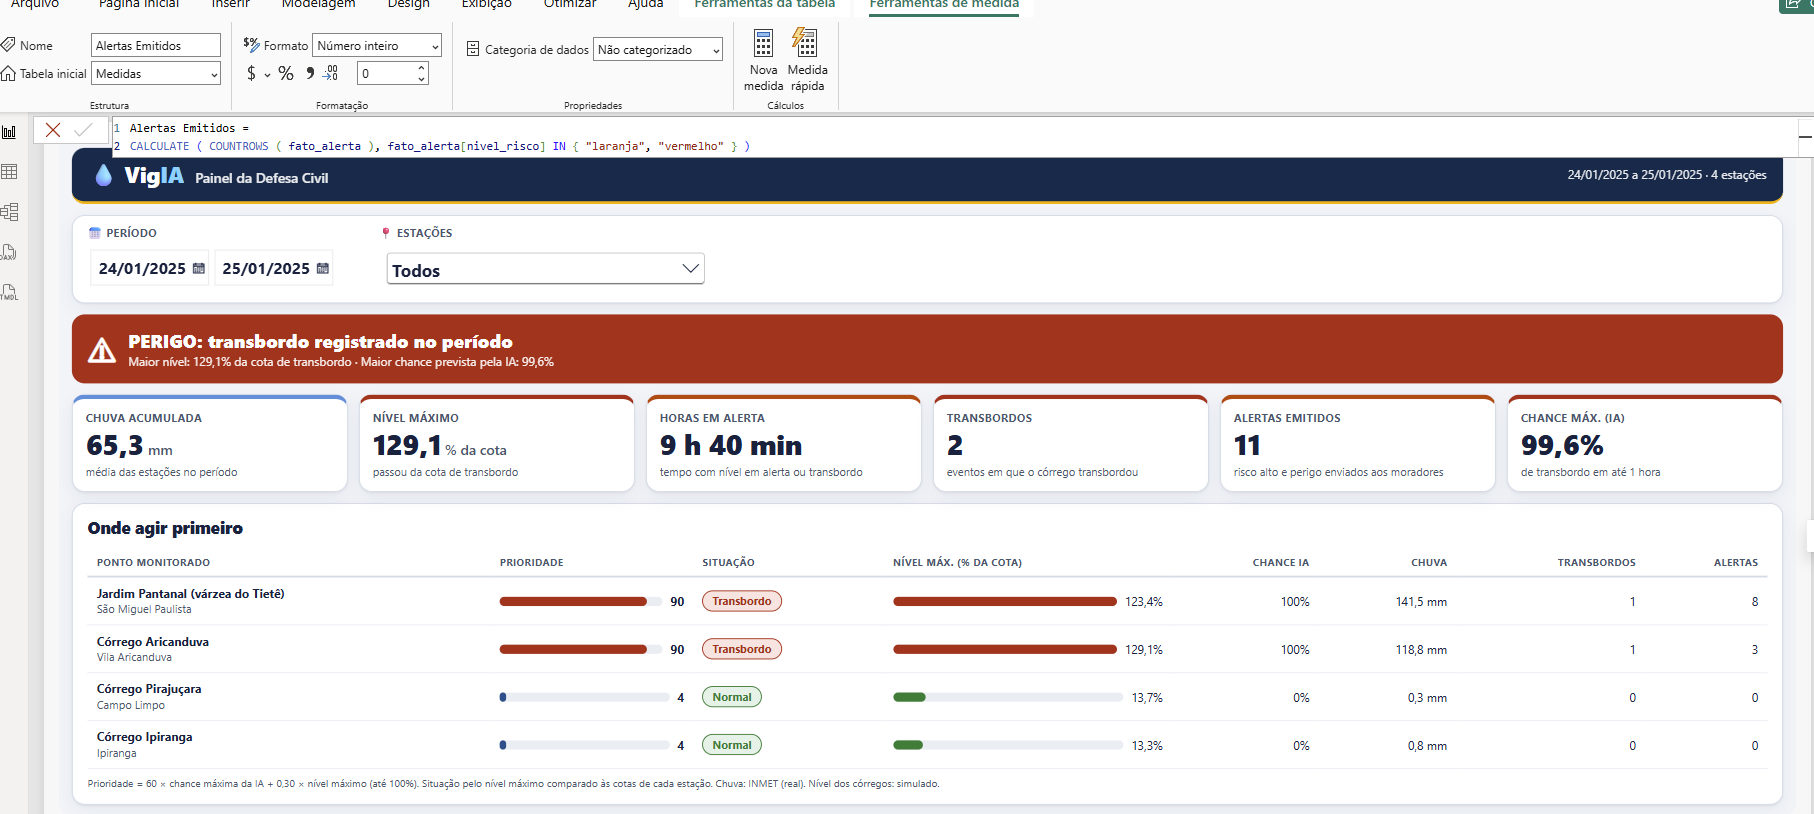 Arquivo Página Inicial Inserir Modelagem Design Exibição Otimizar Ajuda Ferramentas da tabela Ferramentas de medida
Nome Alertas Emitidos
Tabela inicial Medidas
Estrutura
Formato Número inteiro
$ % 0
Formatação
Categoria de dados Não categorizado
Propriedades
Nova medida
Medida rápida
Cálculos
1 Alertas Emitidos =
2 CALCULATE ( COUNTROWS ( fato_alerta ), fato_alerta[nivel_risco] IN { "laranja", "vermelho" } )
VigIA Painel da Defesa Civil
24/01/2025 a 25/01/2025 · 4 estações
PERÍODO
24/01/2025 25/01/2025
ESTAÇÕES
Todos
PERIGO: transbordo registrado no período
Maior nível: 129,1% da cota de transbordo · Maior chance prevista pela IA: 99,6%
CHUVA ACUMULADA
65,3 mm
média das estações no período
NÍVEL MÁXIMO
129,1 % da cota
passou da cota de transbordo
HORAS EM ALERTA
9 h 40 min
tempo com nível em alerta ou transbordo
TRANSBORDOS
2
eventos em que o córrego transbordou
ALERTAS EMITIDOS
11
risco alto e perigo enviados aos moradores
CHANCE MÁX. (IA)
99,6%
de transbordo em até 1 hora
Onde agir primeiro
PONTO MONITORADO PRIORIDADE SITUAÇÃO NÍVEL MÁX. (% DA COTA) CHANCE IA CHUVA TRANSBORDOS ALERTAS
Jardim Pantanal (várzea do Tietê)
São Miguel Paulista
90 Transbordo 123,4% 100% 141,5 mm 1 8
Córrego Aricanduva
Vila Aricanduva
90 Transbordo 129,1% 100% 118,8 mm 1 3
Córrego Pirajuçara
Campo Limpo
4 Normal 13,7% 0% 0,3 mm 0 0
Córrego Ipiranga
Ipiranga
4 Normal 13,3% 0% 0,8 mm 0 0
Prioridade = 60 × chance máxima da IA + 0,30 × nível máximo (até 100%). Situação pelo nível máximo comparado às cotas de cada estação. Chuva: INMET (real). Nível dos córregos: simulado.